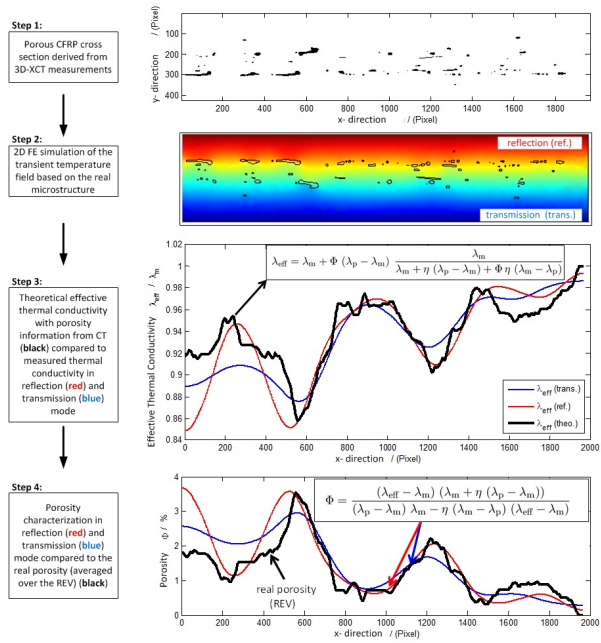 Step 1:
Porous CFRP cross
section derived from
3D-XCT measurements
y- direction / (Pixel)
100
200
300
400
200
400
600
800
1000
1200
1400
1600
1800
x- direction / (Pixel)
Step 2:
2D FE simulation of the
transient temperature
field based on the real
microstructure
reflection (ref.)
transmission (trans.)
Step 3:
Theoretical effective
thermal conductivity
with porosity
information from CT
(black) compared to
measured thermal
conductivity in
reflection (red) and
transmission (blue)
mode
Effective Thermal Conductivity λeff / λm
1.02
1
0.98
0.96
0.94
0.92
0.9
0.88
0.86
0.84
λeff = λm + Φ (λp − λm) λm / (λm + η (λp − λm) + Φ η (λm − λp))
λeff (trans.)
λeff (ref.)
λeff (theo.)
0
200
400
600
800
1000
1200
1400
1600
1800
2000
x- direction / (Pixel)
Step 4:
Porosity
characterization in
reflection (red) and
transmission (blue)
mode compared to the
real porosity (averaged
over the REV) (black)
Porosity Φ / %
4
3
2
1
0
Φ = (λeff − λm) (λm + η (λp − λm)) / ((λp − λm) λm − η (λm − λp) (λeff − λm))
real porosity
(REV)
0
200
400
600
800
1000
1200
1400
1600
1800
2000
x- direction / (Pixel)